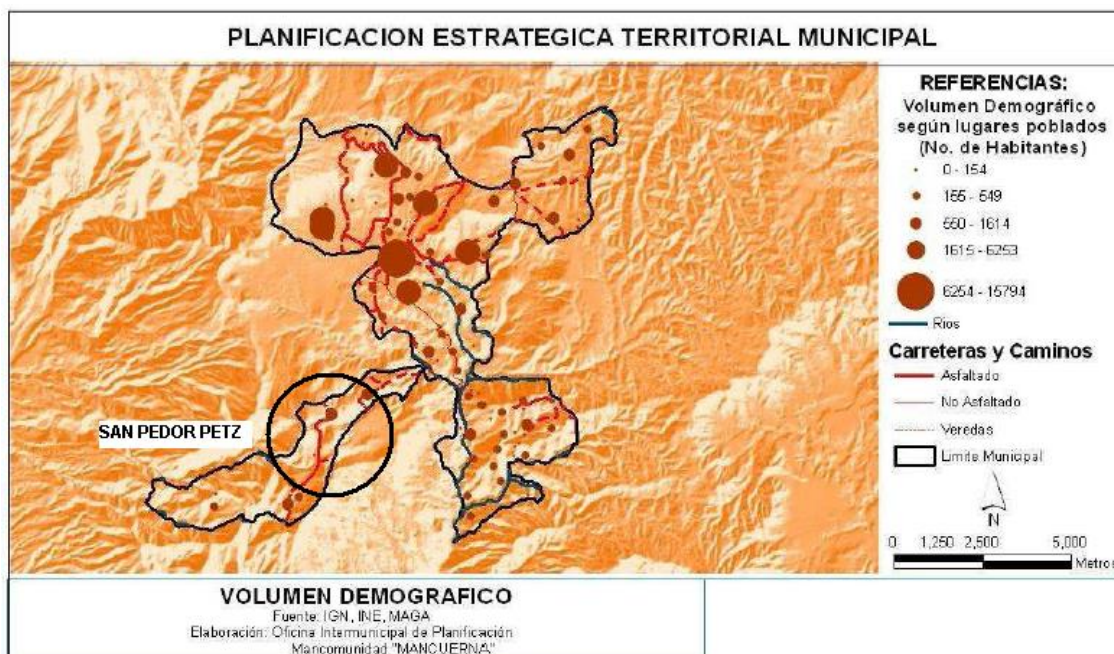 PLANIFICACION ESTRATEGICA TERRITORIAL MUNICIPAL
REFERENCIAS:
Volumen Demográfico
según lugares poblados
(No. de Habitantes)
0 - 154
155 - 549
550 - 1614
1615 - 6253
6254 - 15794
Ríos
Carreteras y Caminos
Asfaltado
No Asfaltado
Veredas
Limite Municipal
N
0 1,250 2,500 5,000
Metros
SAN PEDOR PETZ
VOLUMEN DEMOGRAFICO
Fuente: IGN, INE, MAGA
Elaboración: Oficina Intermunicipal de Planificación
Mancomunidad "MANCUERNA"